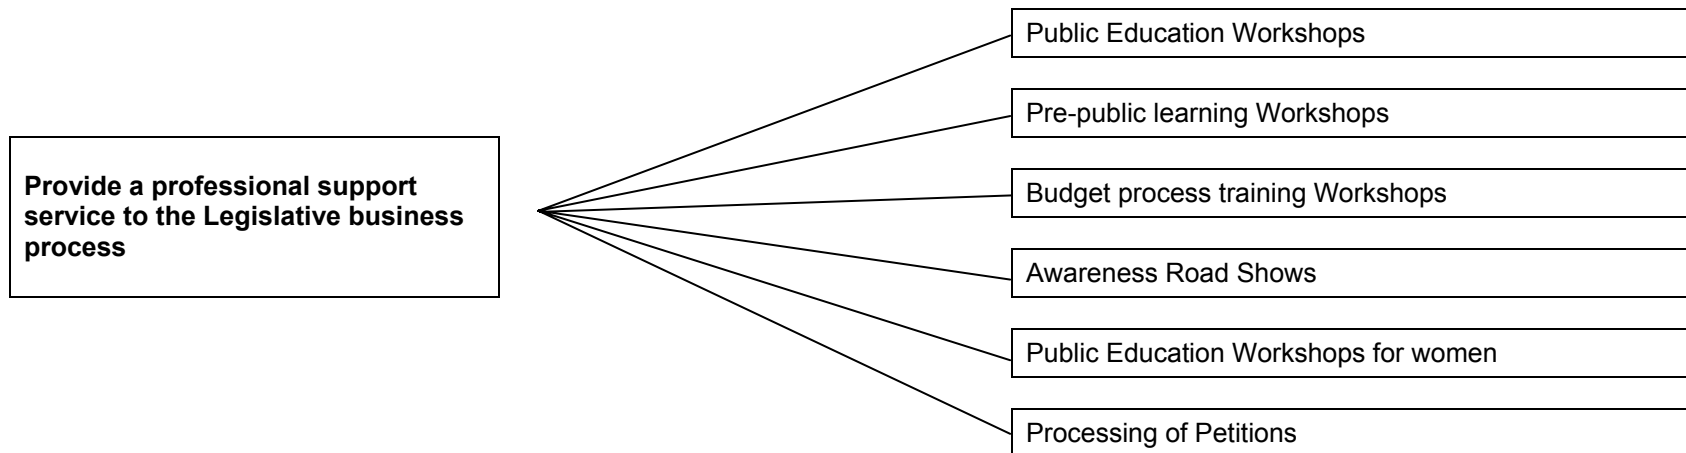 Public Education Workshops
Pre-public learning Workshops
Provide a professional support
service to the Legislative business
process
Budget process training Workshops
Awareness Road Shows
Public Education Workshops for women
Processing of Petitions